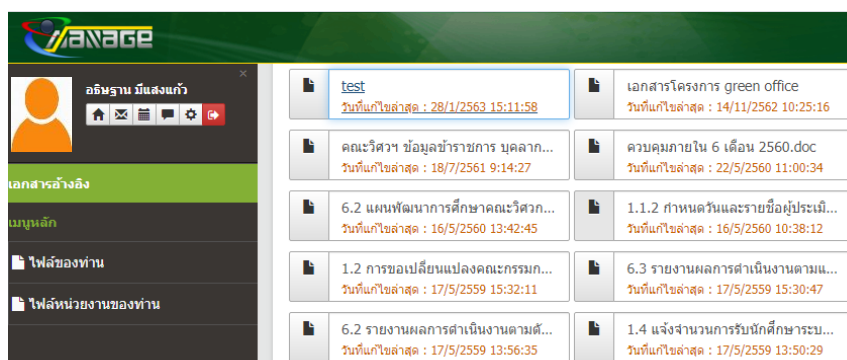 manage
อธิษฐาน มีแสงแก้ว
เอกสารอ้างอิง
เมนูหลัก
ไฟล์ของท่าน
ไฟล์หน่วยงานของท่าน
test
วันที่แก้ไขล่าสุด : 28/1/2563 15:11:58
เอกสารโครงการ green office
วันที่แก้ไขล่าสุด : 14/11/2562 10:25:16
คณะวิศวฯ ข้อมูลข้าราชการ บุคลาก...
วันที่แก้ไขล่าสุด : 18/7/2561 9:14:27
ควบคุมภายใน 6 เดือน 2560.doc
วันที่แก้ไขล่าสุด : 22/5/2560 11:00:34
6.2 แผนพัฒนาการศึกษาคณะวิศวก...
วันที่แก้ไขล่าสุด : 16/5/2560 13:42:45
1.1.2 กำหนดวันและรายชื่อผู้ประเมิ...
วันที่แก้ไขล่าสุด : 16/5/2560 10:38:12
1.2 การขอเปลี่ยนแปลงคณะกรรมก...
วันที่แก้ไขล่าสุด : 17/5/2559 15:32:11
6.3 รายงานผลการดำเนินงานตามแ...
วันที่แก้ไขล่าสุด : 17/5/2559 15:30:47
6.2 รายงานผลการดำเนินงานตามตั...
วันที่แก้ไขล่าสุด : 17/5/2559 13:56:35
1.4 แจ้งจำนวนการรับนักศึกษาระบ...
วันที่แก้ไขล่าสุด : 17/5/2559 13:50:29